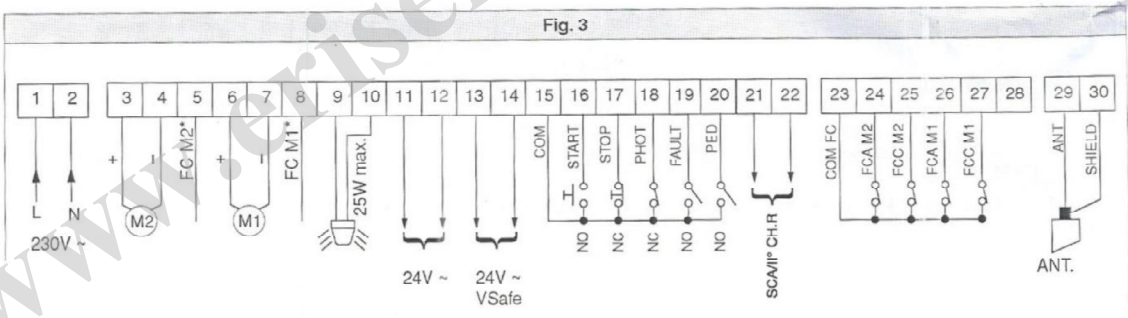 Fig. 3
1 2 3 4 5 6 7 8 9 10 11 12 13 14 15 16 17 18 19 20 21 22 23 24 25 26 27 28 29 30
+ − FC M2* + − FC M1* 25W max. COM START STOP PHOT FAULT PED COM FC FCA M2 FCC M2 FCA M1 FCC M1 ANT SHIELD
L N M2 M1
230V ~
NO NC NC NO NO
SCA/II° CH.R
24V ~ 24V ~
VSafe
ANT.
www.erise